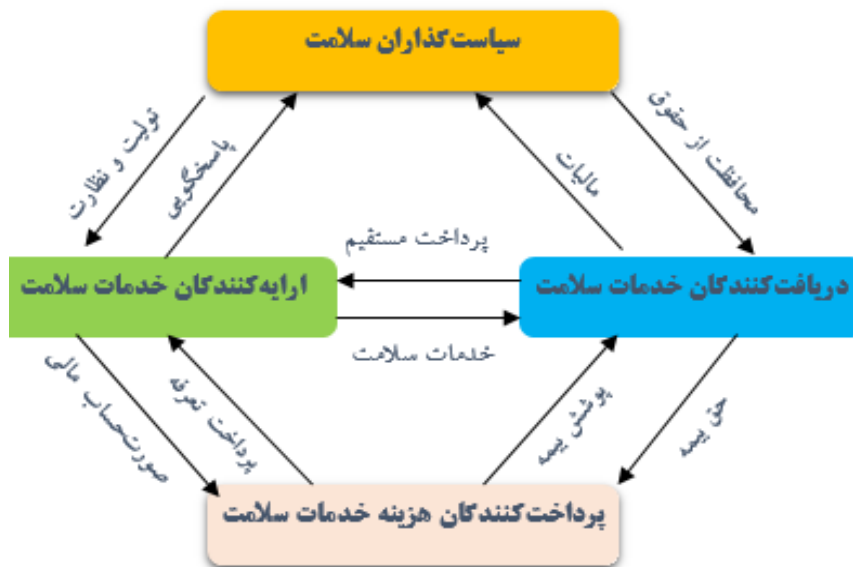 سیاست‌گذاران سلامت
تولیت و نظارت
پاسخگویی
مالیات
محافظت از حقوق
پرداخت مستقیم
ارایه‌کنندگان خدمات سلامت
دریافت‌کنندگان خدمات سلامت
خدمات سلامت
صورت‌حساب مالی
پرداخت تعرفه
پوشش بیمه
حق بیمه
پرداخت‌کنندگان هزینه خدمات سلامت